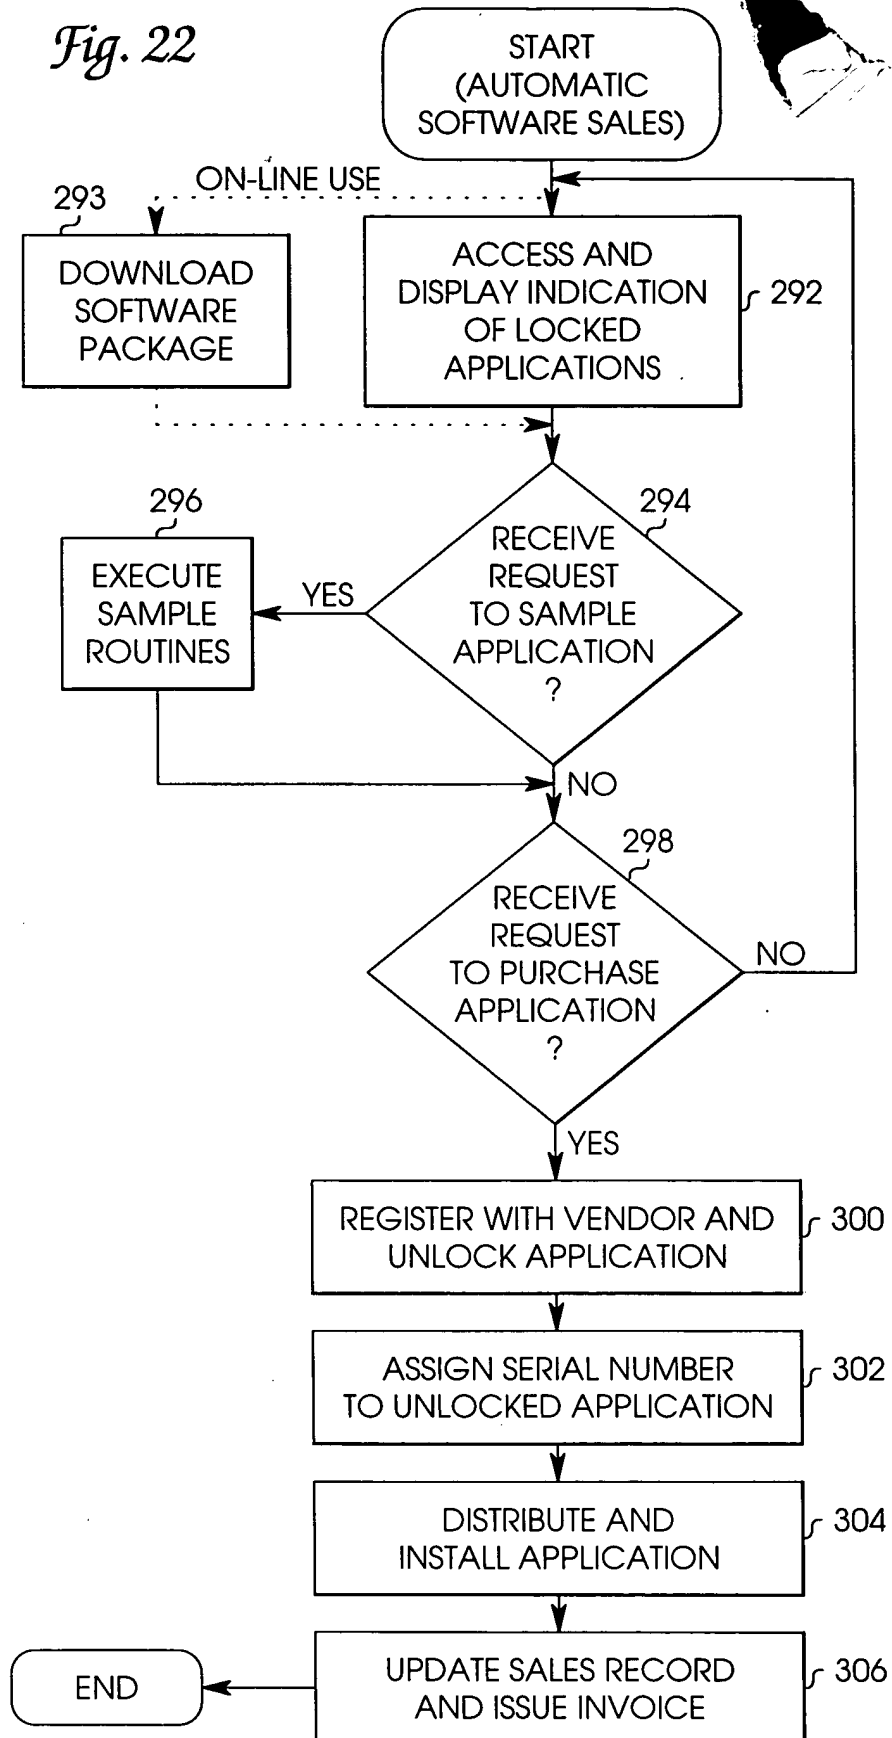 Fig. 22
START
(AUTOMATIC
SOFTWARE SALES)
ON-LINE USE
293
DOWNLOAD
SOFTWARE
PACKAGE
ACCESS AND
DISPLAY INDICATION
OF LOCKED
APPLICATIONS
292
296
EXECUTE
SAMPLE
ROUTINES
YES
294
RECEIVE
REQUEST
TO SAMPLE
APPLICATION
?
NO
298
RECEIVE
REQUEST
TO PURCHASE
APPLICATION
?
NO
YES
REGISTER WITH VENDOR AND
UNLOCK APPLICATION
300
ASSIGN SERIAL NUMBER
TO UNLOCKED APPLICATION
302
DISTRIBUTE AND
INSTALL APPLICATION
304
UPDATE SALES RECORD
AND ISSUE INVOICE
306
END